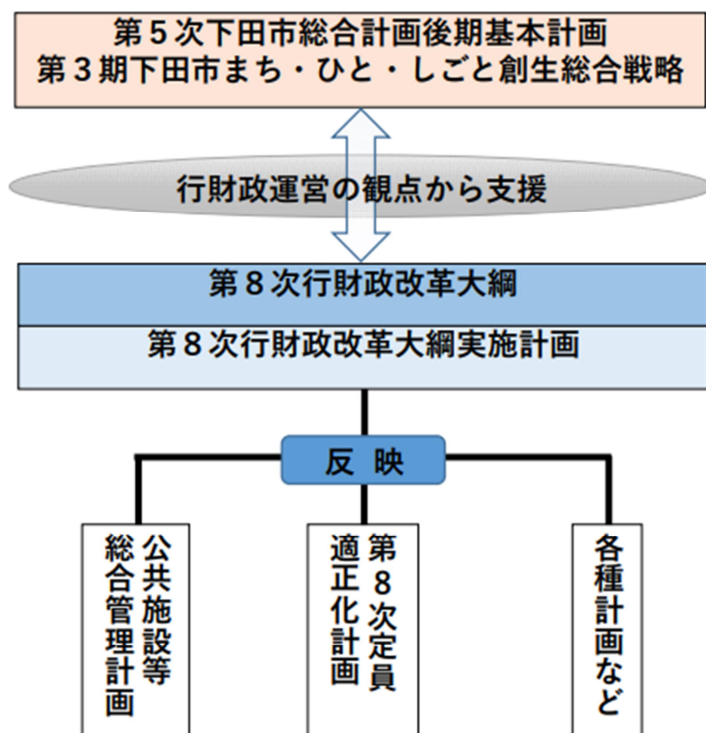 第５次下田市総合計画後期基本計画
第３期下田市まち・ひと・しごと創生総合戦略
行財政運営の観点から支援
第８次行財政改革大綱
第８次行財政改革大綱実施計画
反 映
公共施設等
総合管理計画
第８次定員
適正化計画
各種計画など